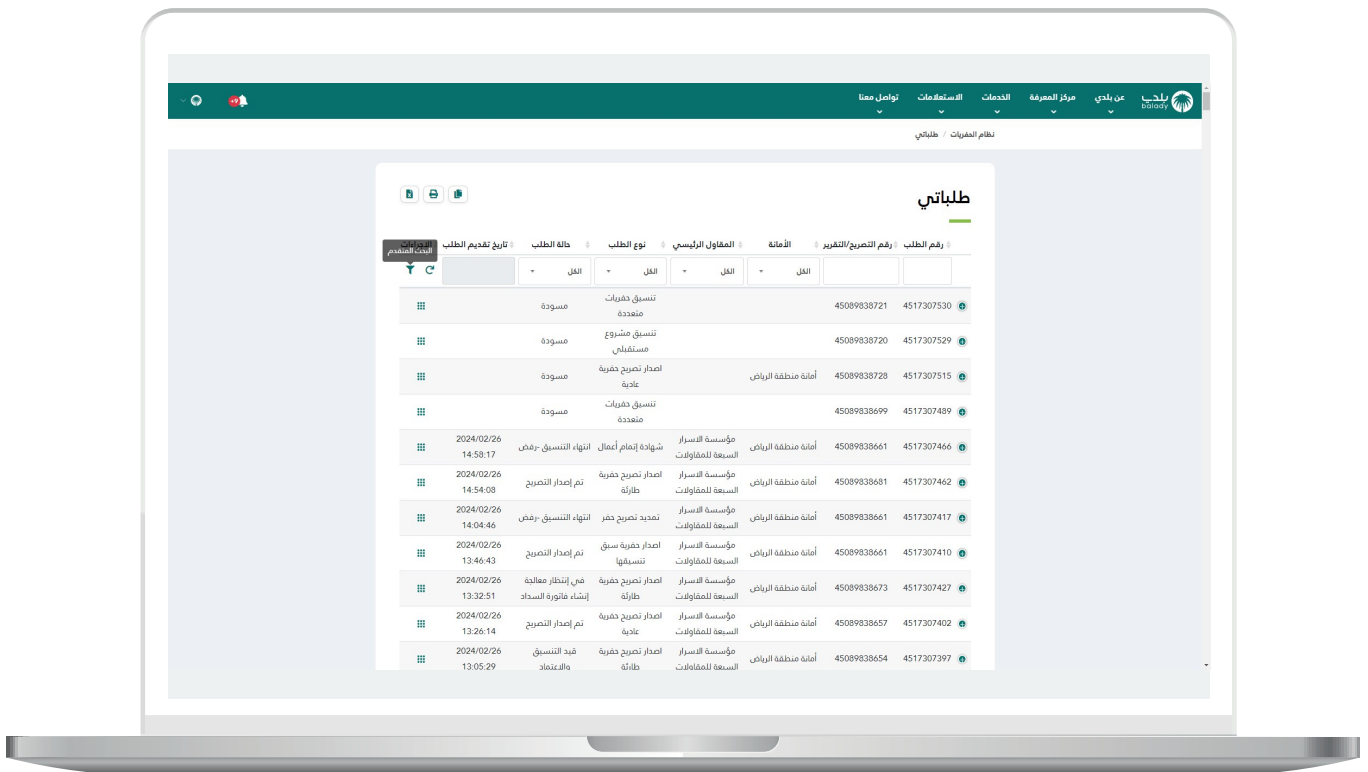 بلدي
balady
عن بلدي
مركز المعرفة
الخدمات
الاستعلامات
تواصل معنا
+9
نظام الحفريات / طلباتي
طلباتي
رقم الطلب
رقم التصريح/التقرير
الأمانة
المقاول الرئيسي
نوع الطلب
حالة الطلب
تاريخ تقديم الطلب
الإجراءات
البحث المتقدم
الكل
الكل
الكل
الكل
4517307530 45089838721 تنسيق حفريات متعددة مسودة
4517307529 45089838720 تنسيق مشروع مستقبلي مسودة
4517307515 45089838728 أمانة منطقة الرياض اصدار تصريح حفرية عادية مسودة
4517307489 45089838699 تنسيق حفريات متعددة مسودة
4517307466 45089838661 أمانة منطقة الرياض مؤسسة الاسرار السبعة للمقاولات شهادة إتمام أعمال انتهاء التنسيق -رفض 2024/02/26 14:58:17
4517307462 45089838681 أمانة منطقة الرياض مؤسسة الاسرار السبعة للمقاولات اصدار تصريح حفرية طارئة تم إصدار التصريح 2024/02/26 14:54:08
4517307417 45089838661 أمانة منطقة الرياض مؤسسة الاسرار السبعة للمقاولات تمديد تصريح حفر انتهاء التنسيق -رفض 2024/02/26 14:04:46
4517307410 45089838661 أمانة منطقة الرياض مؤسسة الاسرار السبعة للمقاولات اصدار حفرية سبق تنسيقها تم إصدار التصريح 2024/02/26 13:46:43
4517307427 45089838673 أمانة منطقة الرياض مؤسسة الاسرار السبعة للمقاولات اصدار تصريح حفرية طارئة في إنتظار معالجة إنشاء فاتورة السداد 2024/02/26 13:32:51
4517307402 45089838657 أمانة منطقة الرياض مؤسسة الاسرار السبعة للمقاولات اصدار تصريح حفرية عادية تم إصدار التصريح 2024/02/26 13:26:14
4517307397 45089838654 أمانة منطقة الرياض مؤسسة الاسرار السبعة للمقاولات اصدار تصريح حفرية طارئة قيد التنسيق والاعتماد 2024/02/26 13:05:29